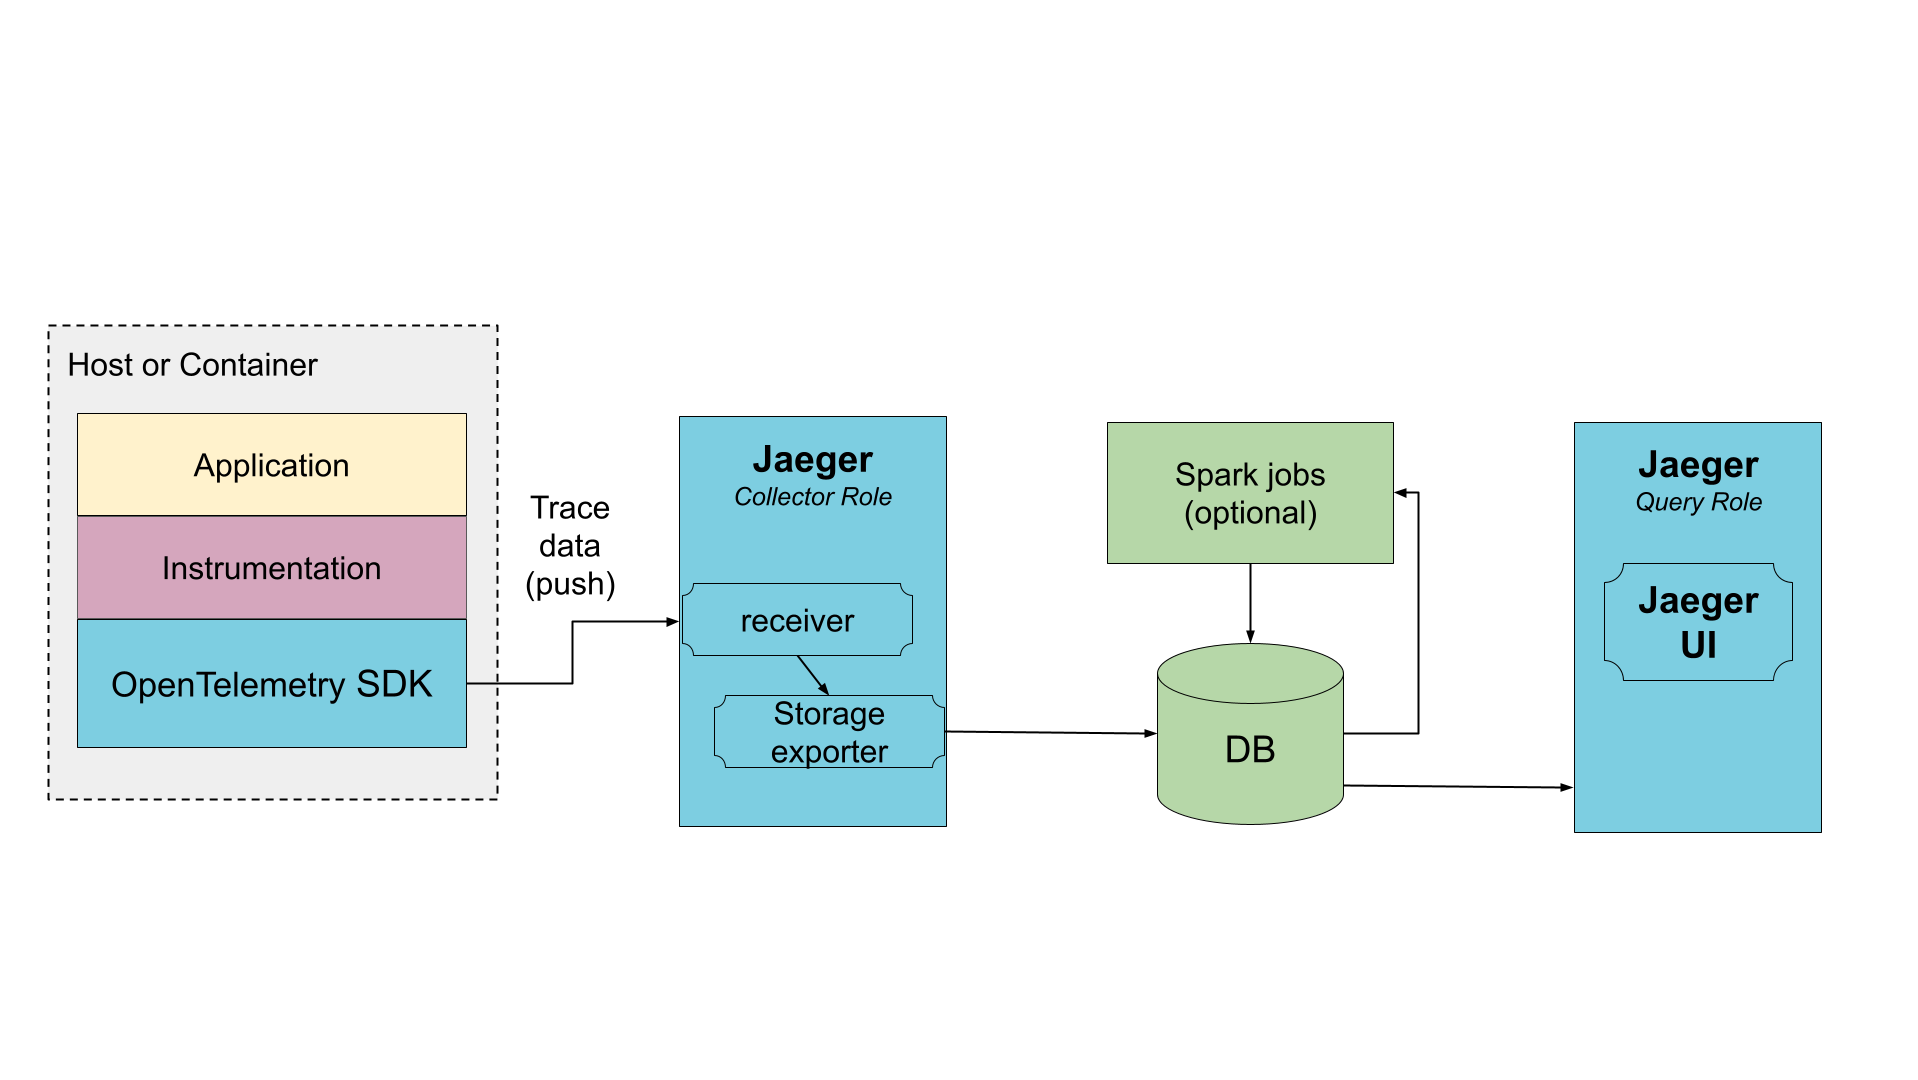 Host or Container
Application
Instrumentation
OpenTelemetry SDK
Trace
data
(push)
Jaeger
Collector Role
receiver
Storage
exporter
Spark jobs
(optional)
DB
Jaeger
Query Role
Jaeger
UI